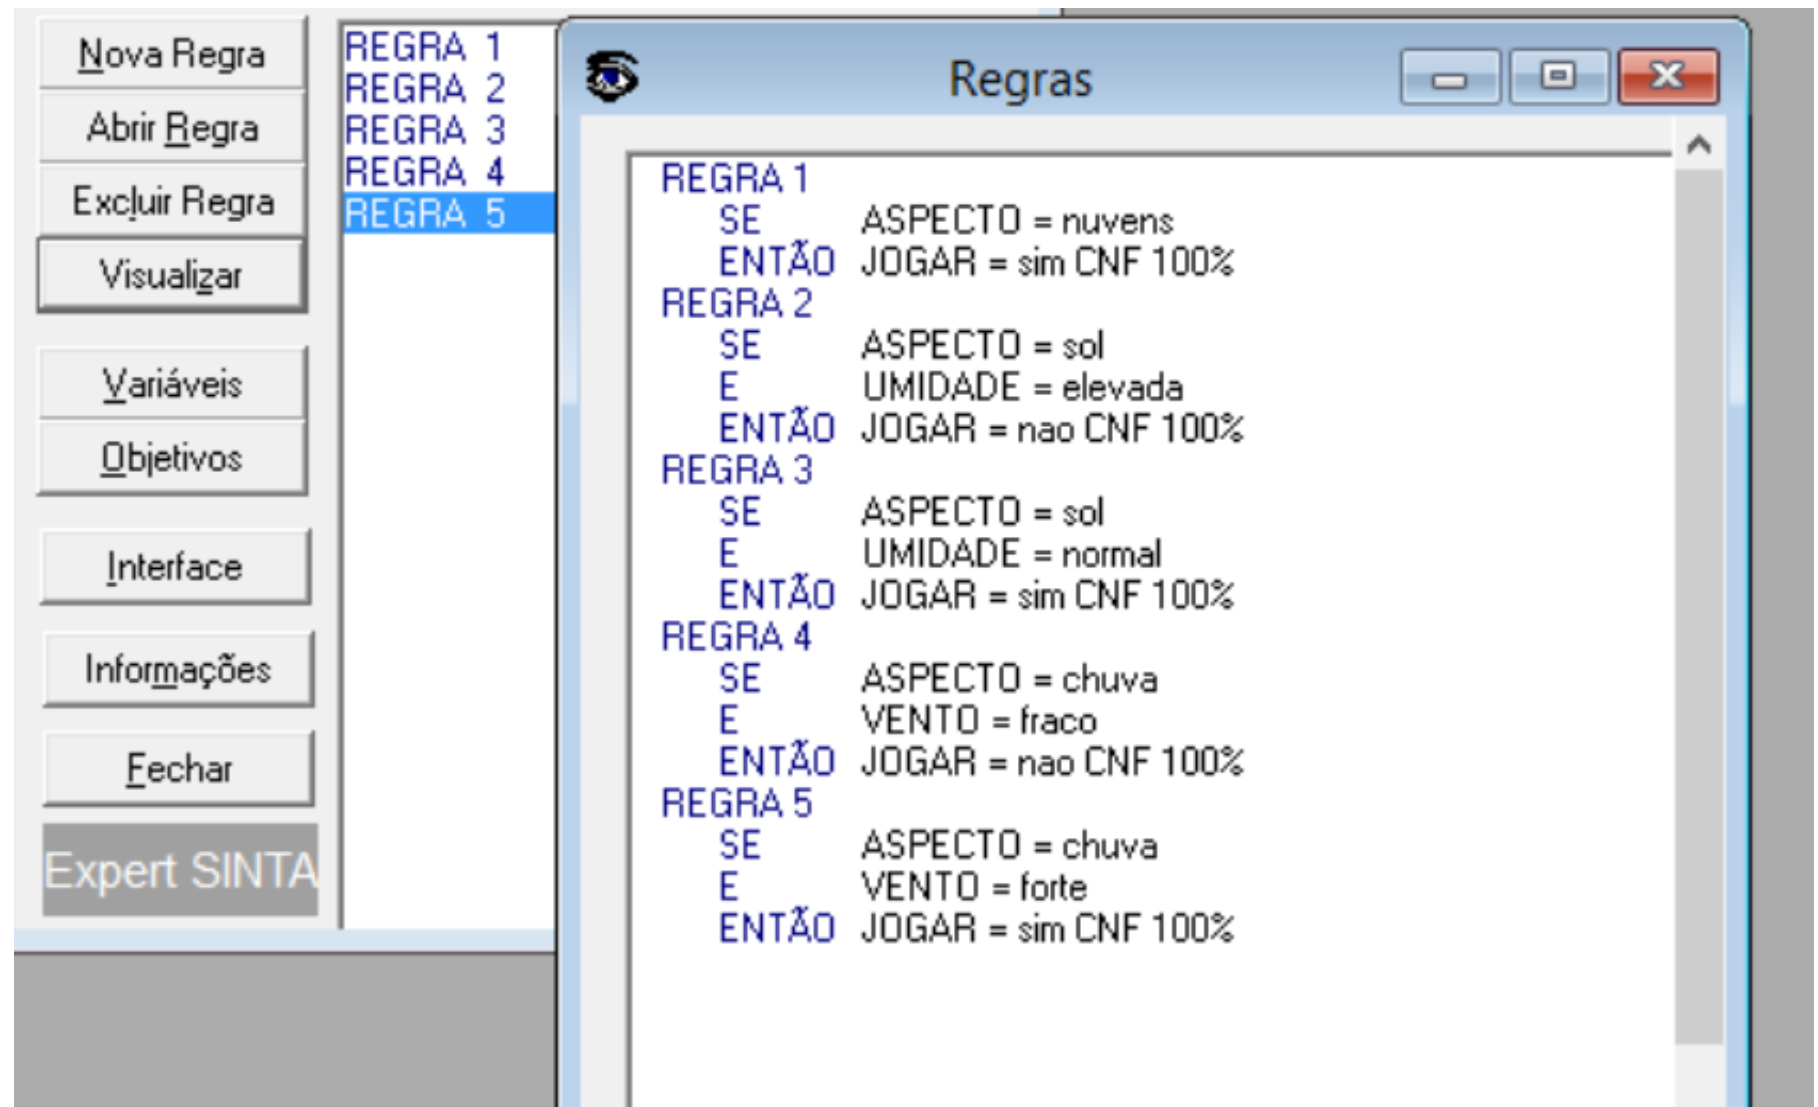 Nova Regra
Abrir Regra
Excluir Regra
Visualizar
Variáveis
Objetivos
Interface
Informações
Fechar
Expert SINTA
REGRA 1
REGRA 2
REGRA 3
REGRA 4
REGRA 5
Regras
REGRA 1
SE ASPECTO = nuvens
ENTÃO JOGAR = sim CNF 100%
REGRA 2
SE ASPECTO = sol
E UMIDADE = elevada
ENTÃO JOGAR = nao CNF 100%
REGRA 3
SE ASPECTO = sol
E UMIDADE = normal
ENTÃO JOGAR = sim CNF 100%
REGRA 4
SE ASPECTO = chuva
E VENTO = fraco
ENTÃO JOGAR = nao CNF 100%
REGRA 5
SE ASPECTO = chuva
E VENTO = forte
ENTÃO JOGAR = sim CNF 100%